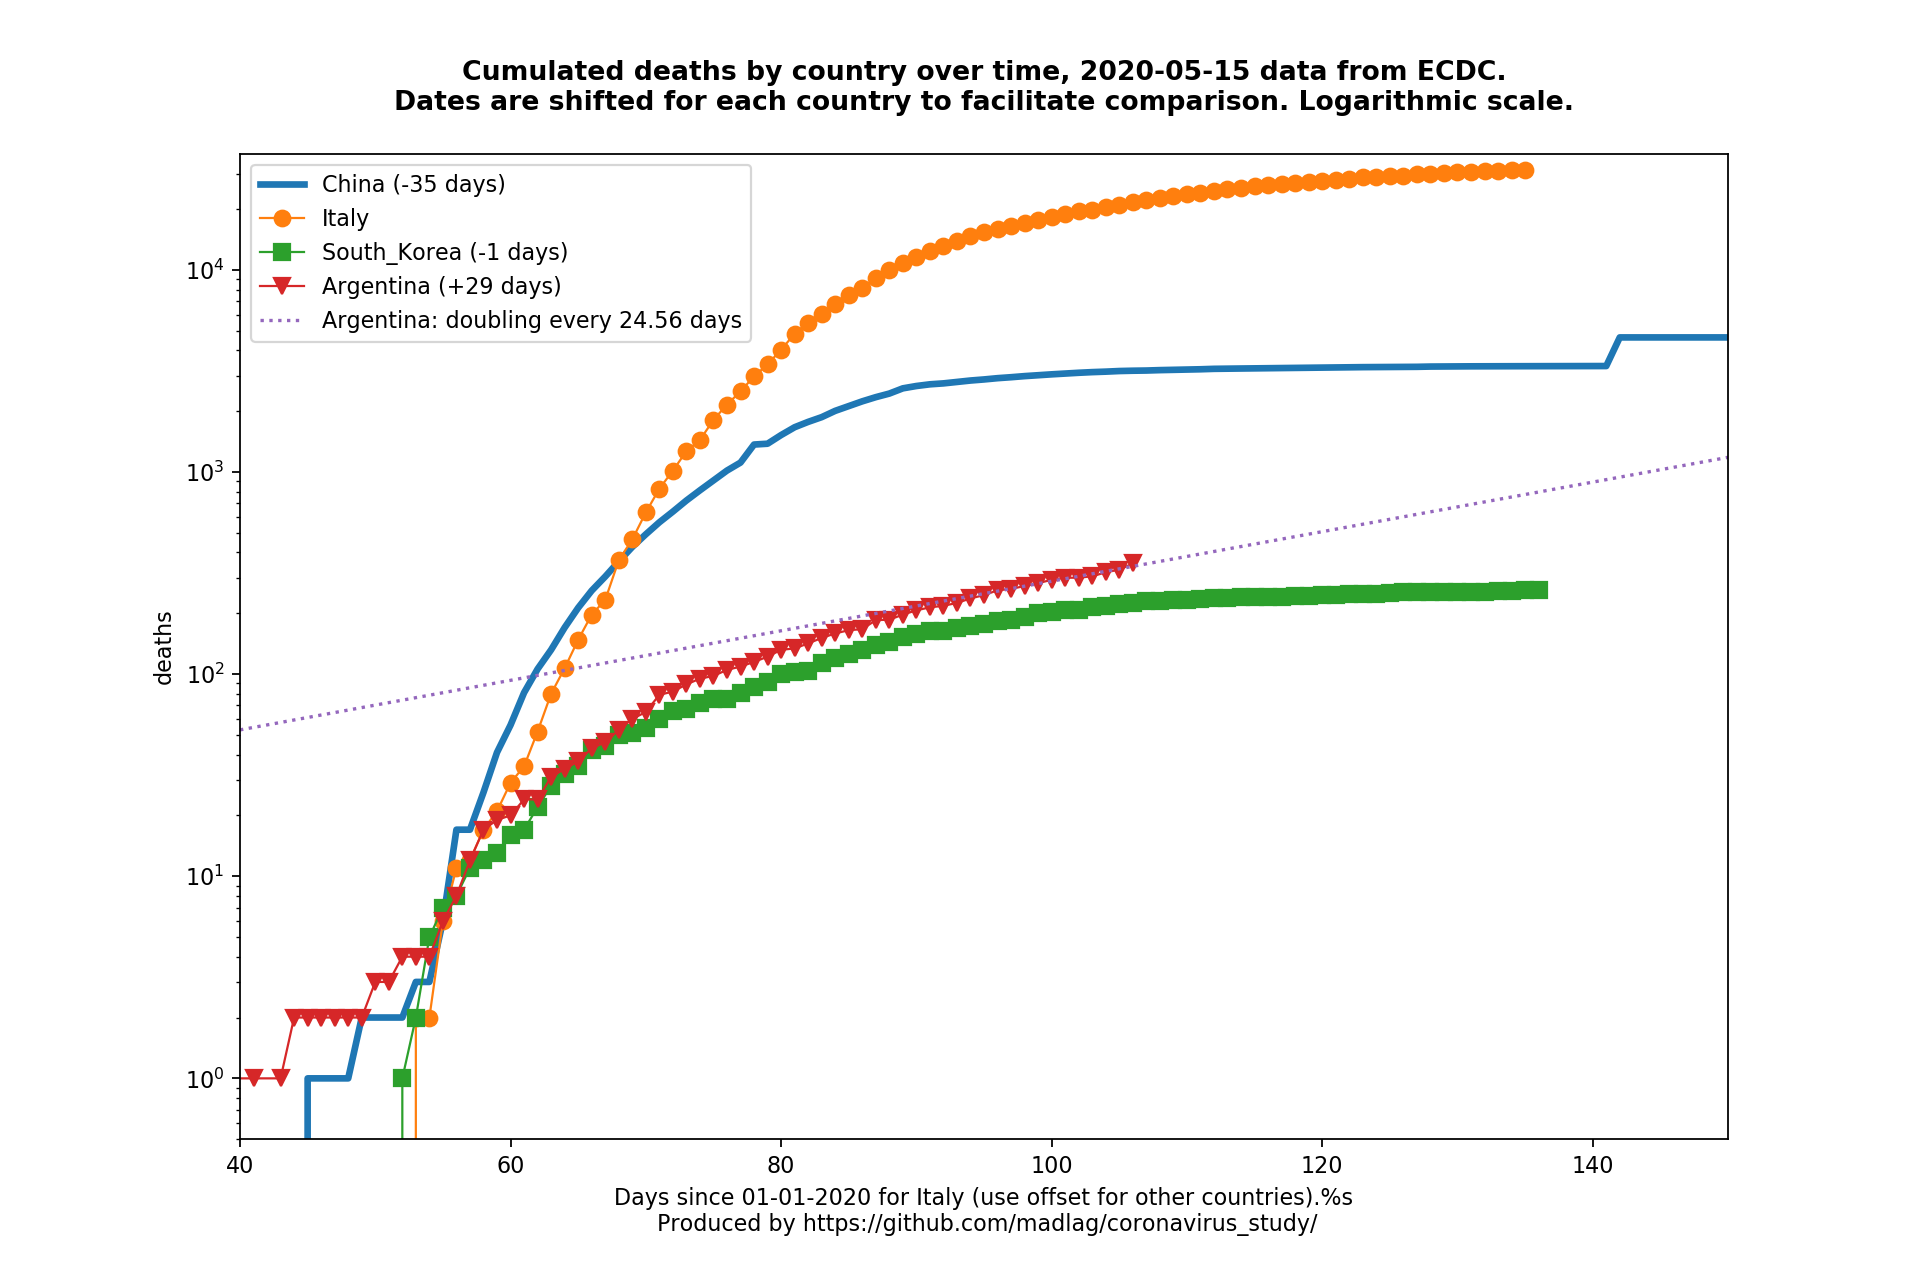 Cumulated deaths by country over time, 2020-05-15 data from ECDC.
Dates are shifted for each country to facilitate comparison. Logarithmic scale.
China (-35 days)
Italy
South_Korea (-1 days)
Argentina (+29 days)
Argentina: doubling every 24.56 days
deaths
10⁴
10³
10²
10¹
10⁰
40 60 80 100 120 140
Days since 01-01-2020 for Italy (use offset for other countries).%s
Produced by https://github.com/madlag/coronavirus_study/